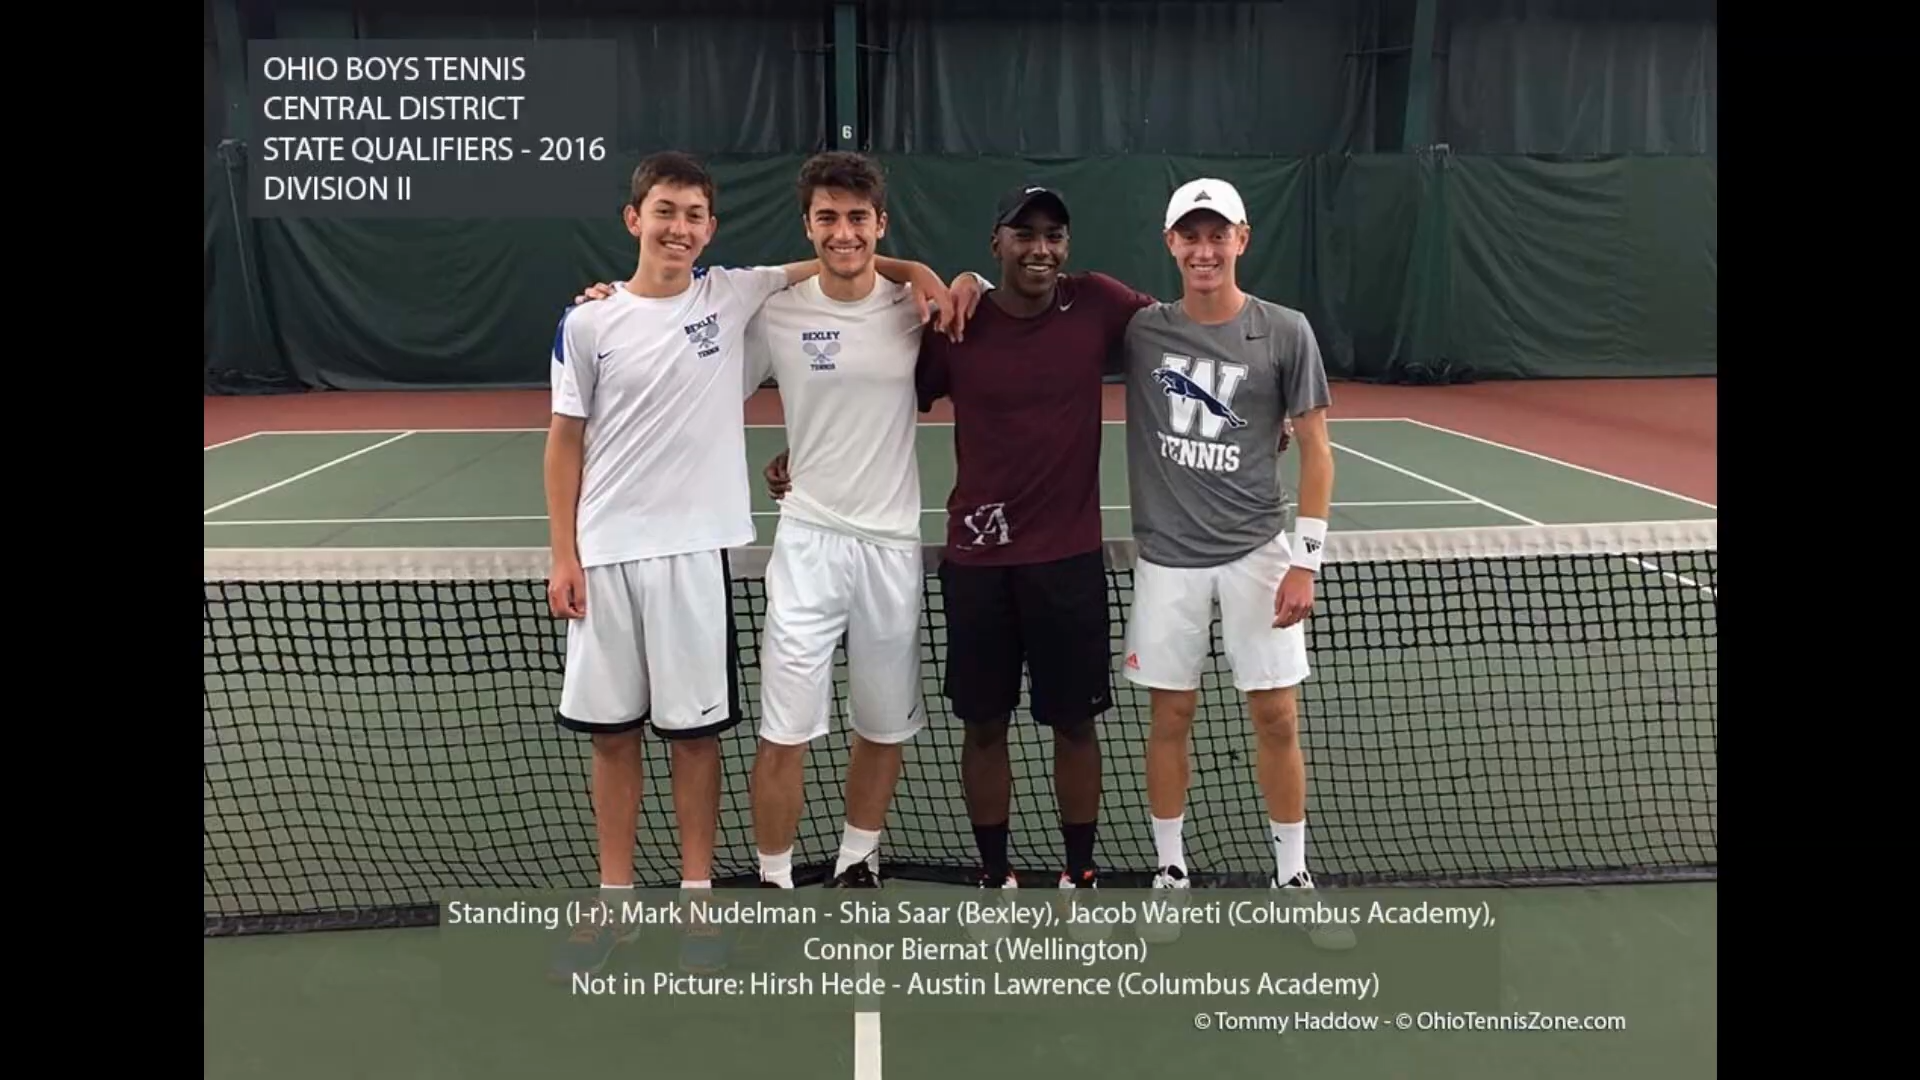 OHIO BOYS TENNIS
CENTRAL DISTRICT
STATE QUALIFIERS - 2016
DIVISION II
6
BEXLEY
TENNIS
BEXLEY
TENNIS
W
TENNIS
CA
Standing (l-r): Mark Nudelman - Shia Saar (Bexley), Jacob Wareti (Columbus Academy),
Connor Biernat (Wellington)
Not in Picture: Hirsh Hede - Austin Lawrence (Columbus Academy)
© Tommy Haddow - © OhioTennisZone.com